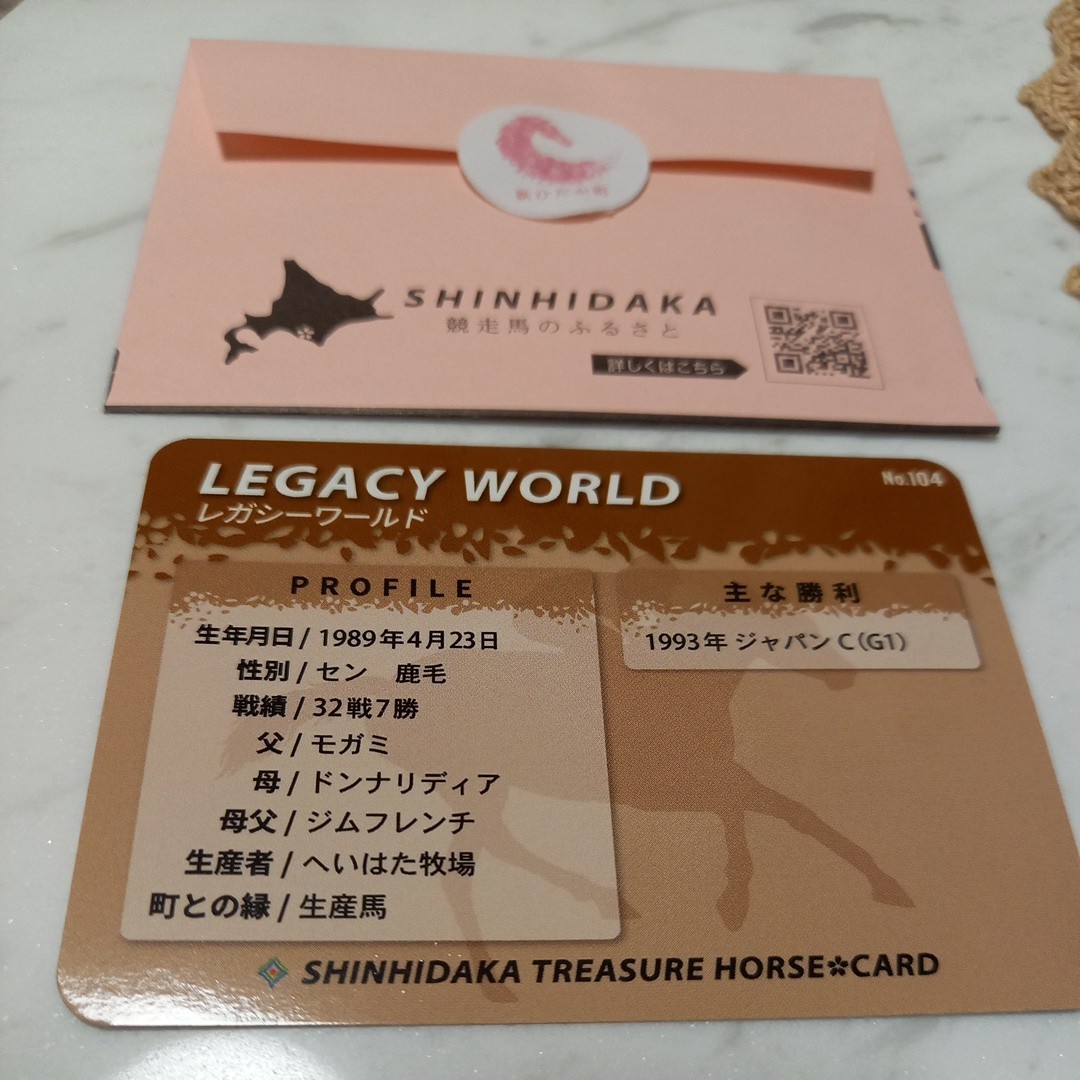 新ひだか町
SHINHIDAKA
競走馬のふるさと
詳しくはこちら
LEGACY WORLD
No.104
レガシーワールド
PROFILE
生年月日 / 1989年4月23日
性別 / セン 鹿毛
戦績 / 32戦7勝
父 / モガミ
母 / ドンナリディア
母父 / ジムフレンチ
生産者 / へいはた牧場
町との縁 / 生産馬
主な勝利
1993年 ジャパンC(G1)
SHINHIDAKA TREASURE HORSE✿CARD